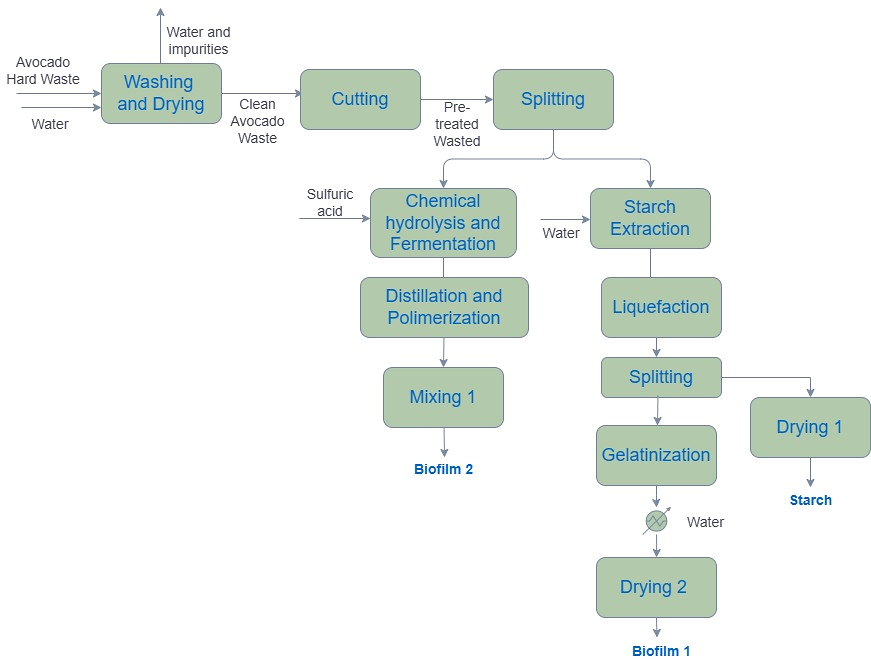 Water and
impurities
Avocado
Hard Waste
Water
Washing
and Drying
Clean
Avocado
Waste
Cutting
Pre-
treated
Wasted
Splitting
Sulfuric
acid
Chemical
hydrolysis and
Fermentation
Water
Starch
Extraction
Distillation and
Polimerization
Liquefaction
Mixing 1
Splitting
Drying 1
Biofilm 2
Gelatinization
Starch
Water
Drying 2
Biofilm 1